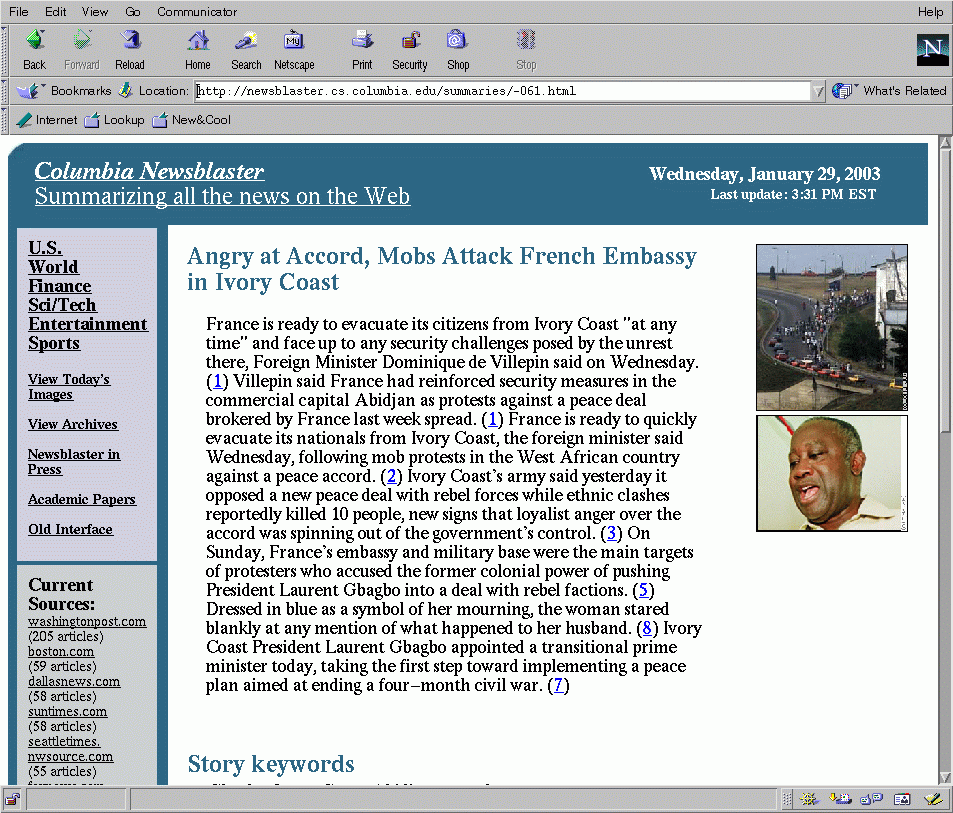 File Edit View Go Communicator Help
Back Forward Reload Home Search Netscape Print Security Shop Stop
My
N
Bookmarks Location: http://newsblaster.cs.columbia.edu/summaries/-061.html What's Related
Internet Lookup New&Cool
Columbia Newsblaster
Summarizing all the news on the Web
Wednesday, January 29, 2003
Last update: 3:31 PM EST
U.S.
World
Finance
Sci/Tech
Entertainment
Sports
View Today's
Images
View Archives
Newsblaster in
Press
Academic Papers
Old Interface
Current
Sources:
washingtonpost.com
(205 articles)
boston.com
(59 articles)
dallasnews.com
(58 articles)
suntimes.com
(58 articles)
seattletimes.
nwsource.com
(55 articles)
Angry at Accord, Mobs Attack French Embassy
in Ivory Coast
France is ready to evacuate its citizens from Ivory Coast "at any
time" and face up to any security challenges posed by the unrest
there, Foreign Minister Dominique de Villepin said on Wednesday.
(1) Villepin said France had reinforced security measures in the
commercial capital Abidjan as protests against a peace deal
brokered by France last week spread. (1) France is ready to quickly
evacuate its nationals from Ivory Coast, the foreign minister said
Wednesday, following mob protests in the West African country
against a peace accord. (2) Ivory Coast's army said yesterday it
opposed a new peace deal with rebel forces while ethnic clashes
reportedly killed 10 people, new signs that loyalist anger over the
accord was spinning out of the government's control. (3) On
Sunday, France's embassy and military base were the main targets
of protesters who accused the former colonial power of pushing
President Laurent Gbagbo into a deal with rebel factions. (5)
Dressed in blue as a symbol of her mourning, the woman stared
blankly at any mention of what happened to her husband. (8) Ivory
Coast President Laurent Gbagbo appointed a transitional prime
minister today, taking the first step toward implementing a peace
plan aimed at ending a four-month civil war. (7)
Story keywords